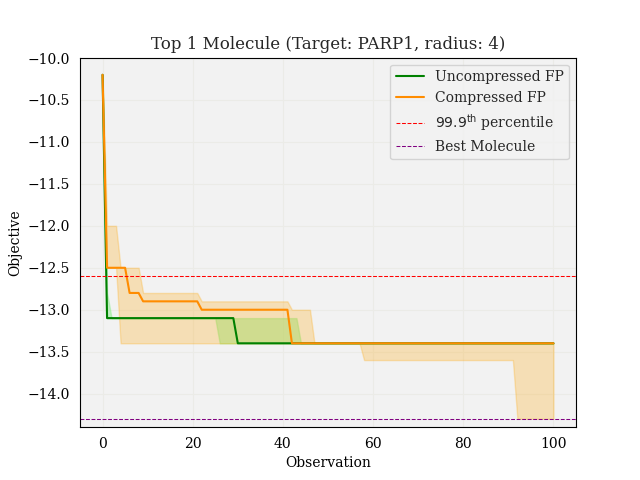 Top 1 Molecule (Target: PARP1, radius: 4)
Objective
−10.0
−10.5
−11.0
−11.5
−12.0
−12.5
−13.0
−13.5
−14.0
Uncompressed FP
Compressed FP
99.9th percentile
Best Molecule
0
20
40
60
80
100
Observation